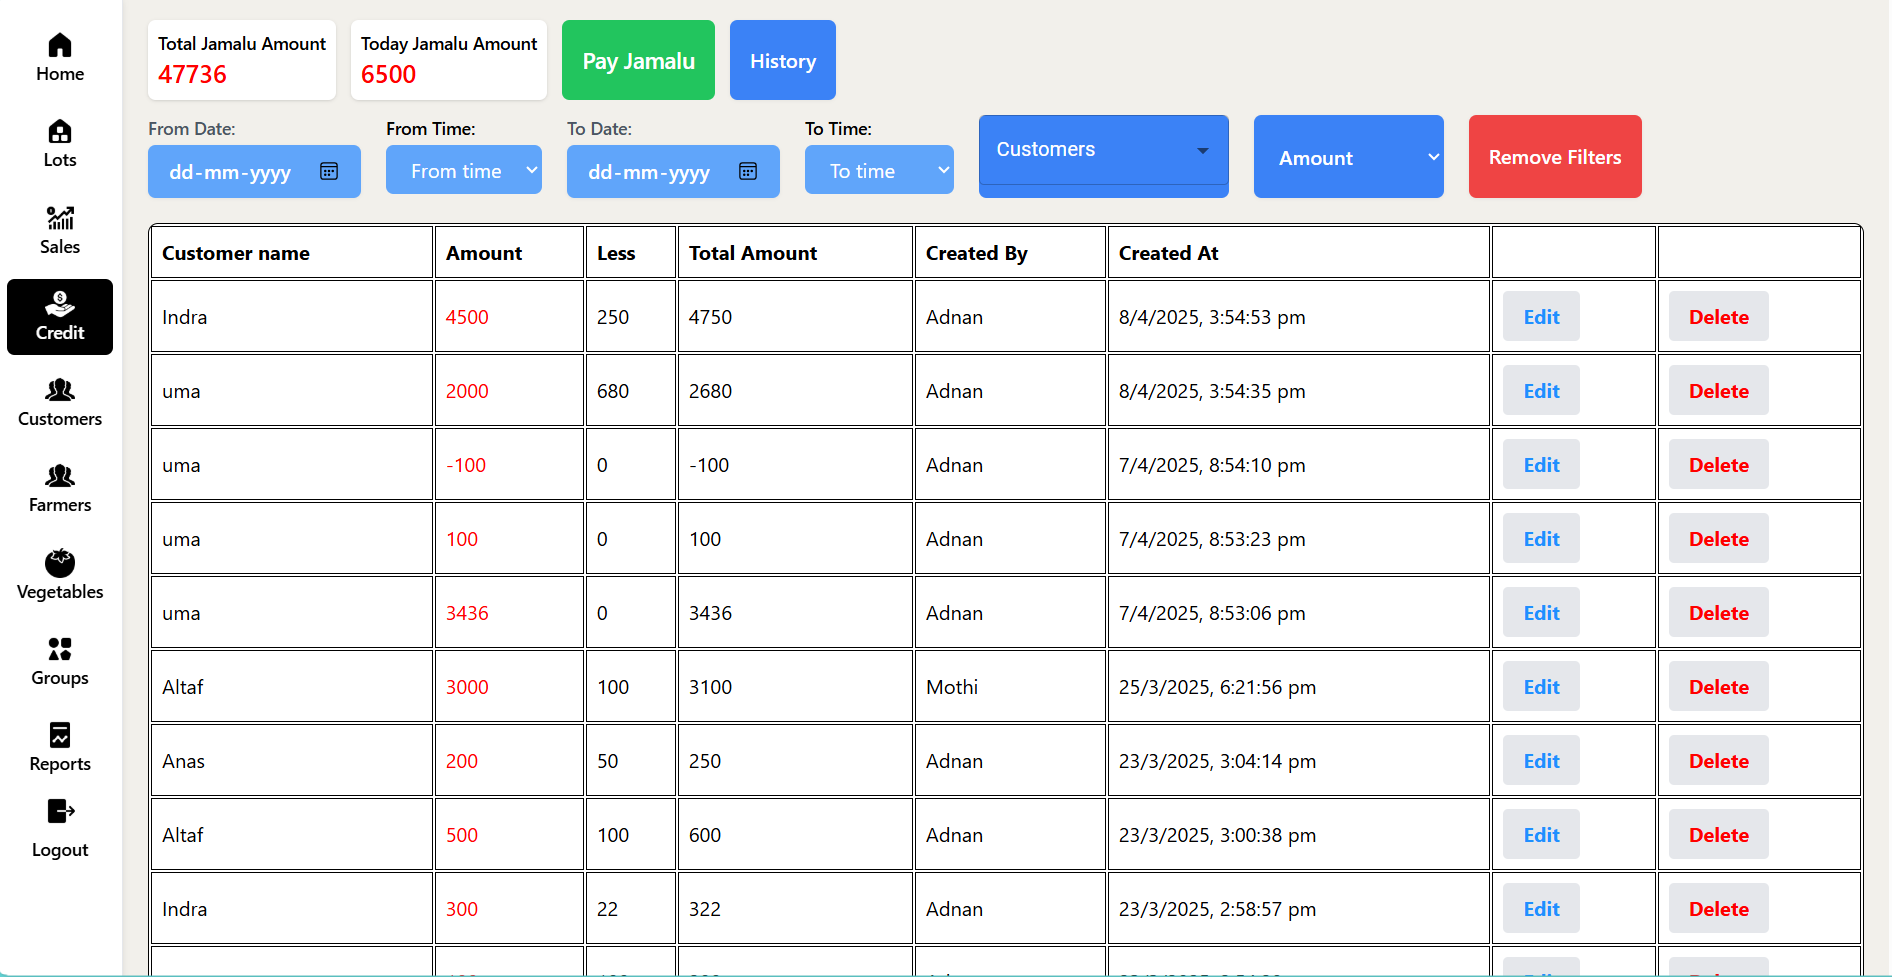 Home
Lots
Sales
Credit
Customers
Farmers
Vegetables
Groups
Reports
Logout
Total Jamalu Amount
47736
Today Jamalu Amount
6500
Pay Jamalu
History
From Date:
dd-mm-yyyy
From Time:
From time
To Date:
dd-mm-yyyy
To Time:
To time
Customers
Amount
Remove Filters
Customer name Amount Less Total Amount Created By Created At
Indra 4500 250 4750 Adnan 8/4/2025, 3:54:53 pm Edit Delete
uma 2000 680 2680 Adnan 8/4/2025, 3:54:35 pm Edit Delete
uma -100 0 -100 Adnan 7/4/2025, 8:54:10 pm Edit Delete
uma 100 0 100 Adnan 7/4/2025, 8:53:23 pm Edit Delete
uma 3436 0 3436 Adnan 7/4/2025, 8:53:06 pm Edit Delete
Altaf 3000 100 3100 Mothi 25/3/2025, 6:21:56 pm Edit Delete
Anas 200 50 250 Adnan 23/3/2025, 3:04:14 pm Edit Delete
Altaf 500 100 600 Adnan 23/3/2025, 3:00:38 pm Edit Delete
Indra 300 22 322 Adnan 23/3/2025, 2:58:57 pm Edit Delete